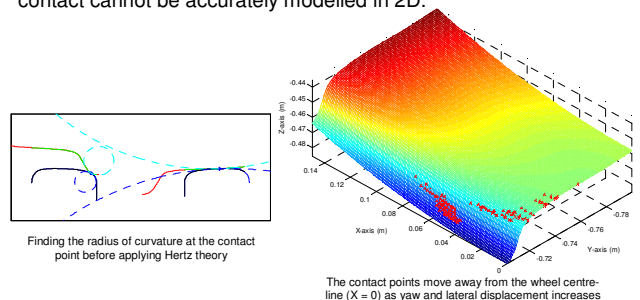 contact cannot be accurately modelled in 2D.
-0.44
-0.45
-0.46
-0.47
-0.48
Z-axis (m)
0.14
0.12
0.1
0.08
0.06
0.04
0.02
0
X-axis (m)
-0.72
-0.74
-0.76
-0.78
Y-axis (m)
Finding the radius of curvature at the contact
point before applying Hertz theory
The contact points move away from the wheel centre-
line (X = 0) as yaw and lateral displacement increases